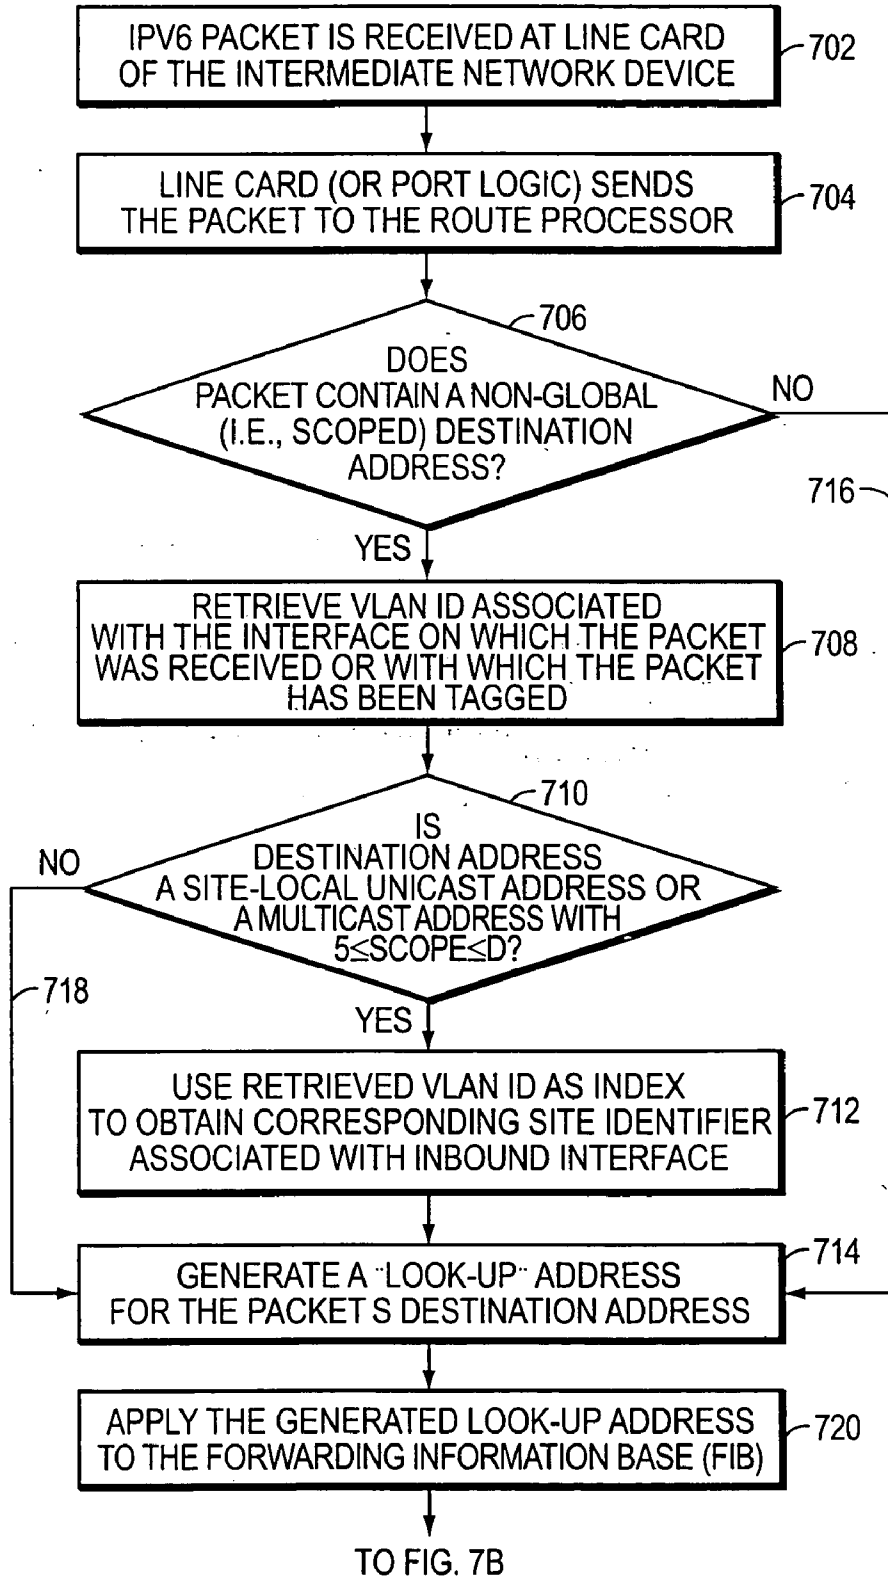 IPV6 PACKET IS RECEIVED AT LINE CARD
OF THE INTERMEDIATE NETWORK DEVICE
702
LINE CARD (OR PORT LOGIC) SENDS
THE PACKET TO THE ROUTE PROCESSOR
704
706
DOES
PACKET CONTAIN A NON-GLOBAL
(I.E., SCOPED) DESTINATION
ADDRESS?
NO
716
YES
RETRIEVE VLAN ID ASSOCIATED
WITH THE INTERFACE ON WHICH THE PACKET
WAS RECEIVED OR WITH WHICH THE PACKET
HAS BEEN TAGGED
708
710
IS
DESTINATION ADDRESS
A SITE-LOCAL UNICAST ADDRESS OR
A MULTICAST ADDRESS WITH
5≤SCOPE≤D?
NO
718
YES
USE RETRIEVED VLAN ID AS INDEX
TO OBTAIN CORRESPONDING SITE IDENTIFIER
ASSOCIATED WITH INBOUND INTERFACE
712
GENERATE A ¨LOOK-UP¨ ADDRESS
FOR THE PACKET S DESTINATION ADDRESS
714
APPLY THE GENERATED LOOK-UP ADDRESS
TO THE FORWARDING INFORMATION BASE (FIB)
720
TO FIG. 7B